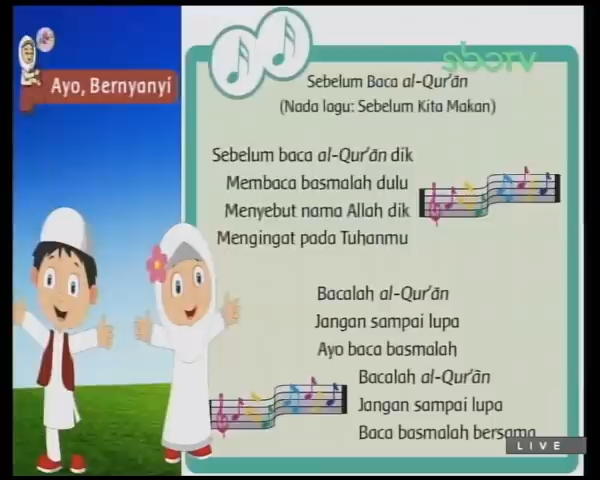 Ayo, Bernyanyi
sbctv
Sebelum Baca al-Qur'ān
(Nada lagu: Sebelum Kita Makan)
Sebelum baca al-Qur'ān dik
Membaca basmalah dulu
Menyebut nama Allah dik
Mengingat pada Tuhanmu
Bacalah al-Qur'ān
Jangan sampai lupa
Ayo baca basmalah
Bacalah al-Qur'ān
Jangan sampai lupa
Baca basmalah bersama
LIVE